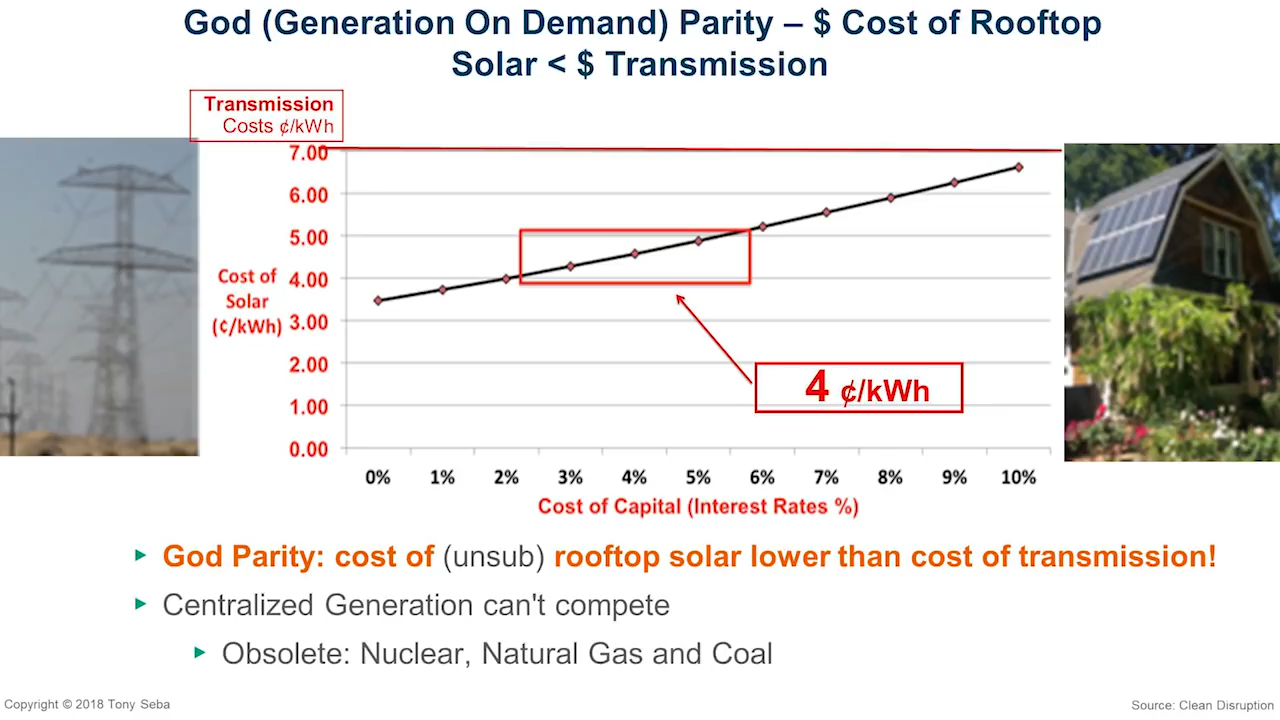 God (Generation On Demand) Parity – $ Cost of Rooftop
Solar < $ Transmission
Transmission
Costs ¢/kWh
7.00
6.00
5.00
4.00
3.00
2.00
1.00
0.00
Cost of
Solar
(¢/kWh)
4 ¢/kWh
0% 1% 2% 3% 4% 5% 6% 7% 8% 9% 10%
Cost of Capital (Interest Rates %)
God Parity: cost of (unsub) rooftop solar lower than cost of transmission!
Centralized Generation can't compete
Obsolete: Nuclear, Natural Gas and Coal
Copyright © 2018 Tony Seba
Source: Clean Disruption